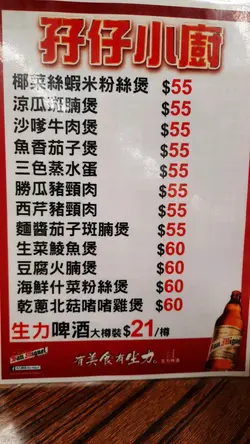 孖仔小廚
椰菜絲蝦米粉絲煲 $55
涼瓜斑腩煲 $55
沙嗲牛肉煲 $55
魚香茄子煲 $55
三色蒸水蛋 $55
勝瓜豬頸肉 $55
西芹豬頸肉 $55
麵醬茄子斑腩煲 $55
生菜鯪魚煲 $60
豆腐火腩煲 $60
海鮮什菜粉絲煲 $60
乾蔥北菇啫啫雞煲 $60
生力啤酒 大樽裝 $21/樽
San Miguel
有美食有生力
San Miguel